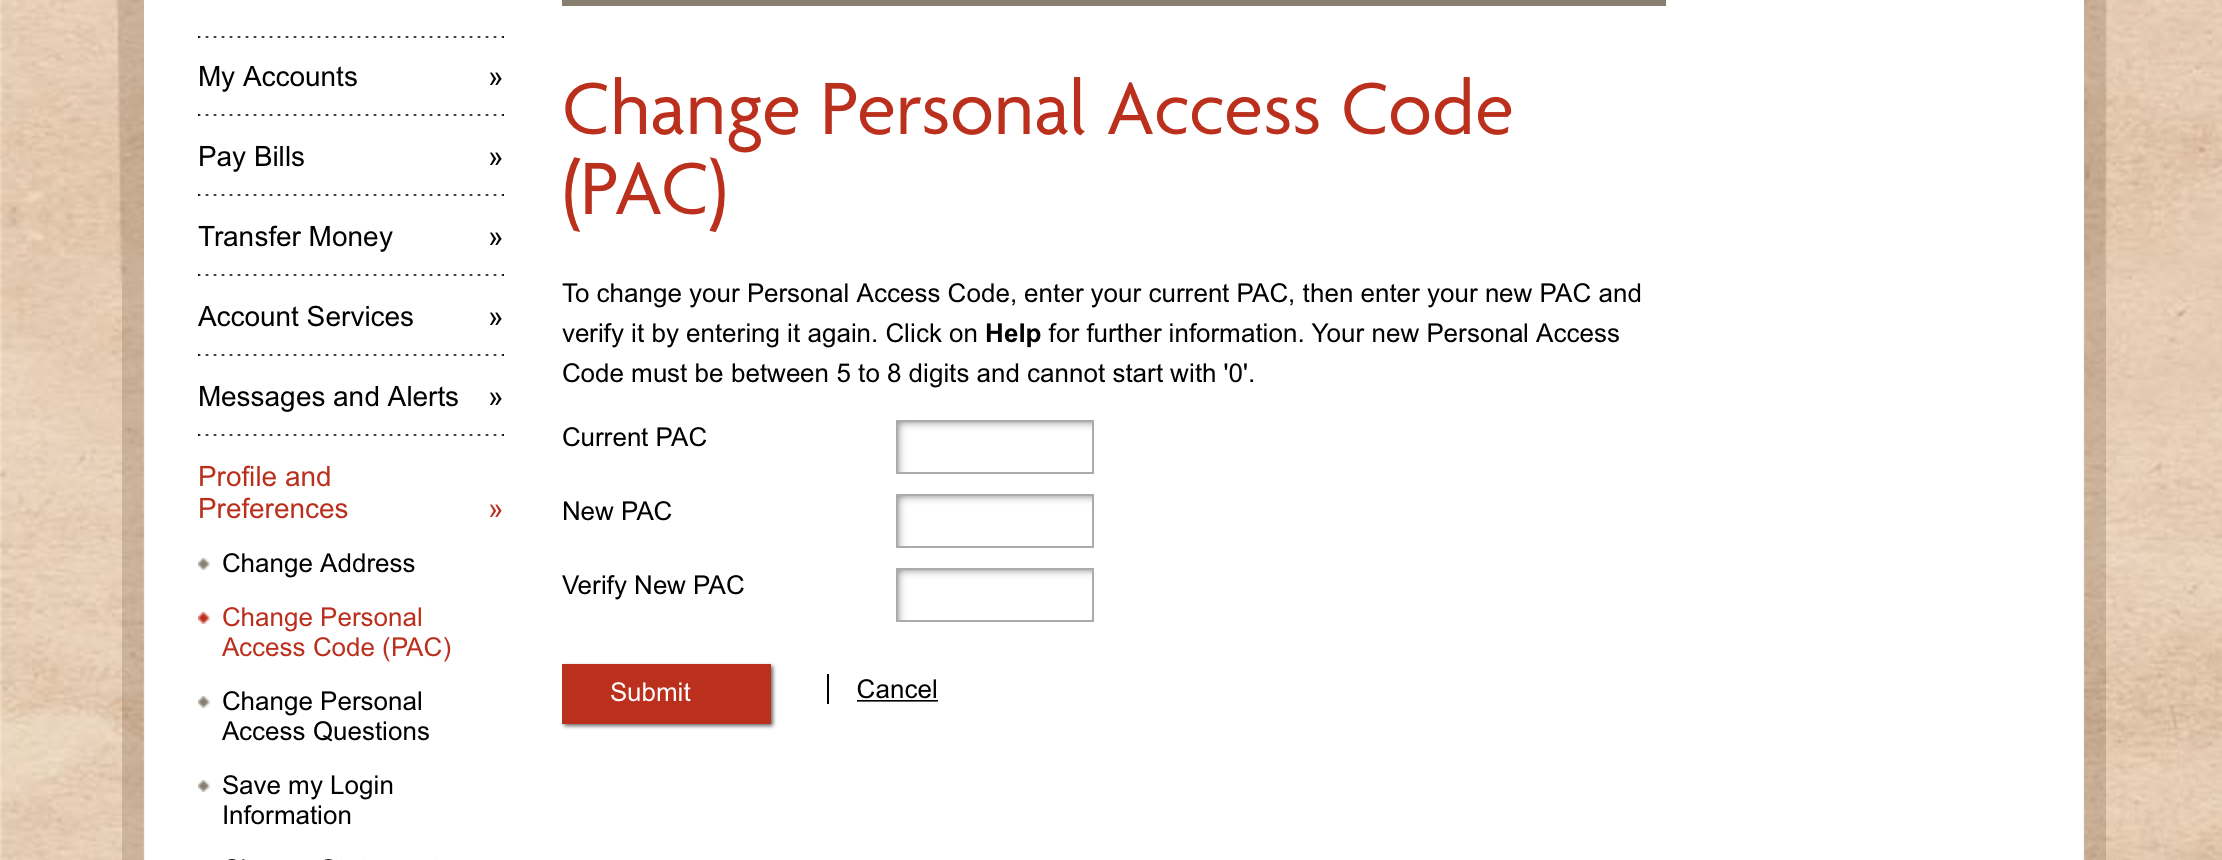 My Accounts »
Pay Bills »
Transfer Money »
Account Services »
Messages and Alerts »
Profile and
Preferences »
Change Address
Change Personal
Access Code (PAC)
Change Personal
Access Questions
Save my Login
Information
Change Personal Access Code
(PAC)
To change your Personal Access Code, enter your current PAC, then enter your new PAC and
verify it by entering it again. Click on Help for further information. Your new Personal Access
Code must be between 5 to 8 digits and cannot start with '0'.
Current PAC
New PAC
Verify New PAC
Submit | Cancel